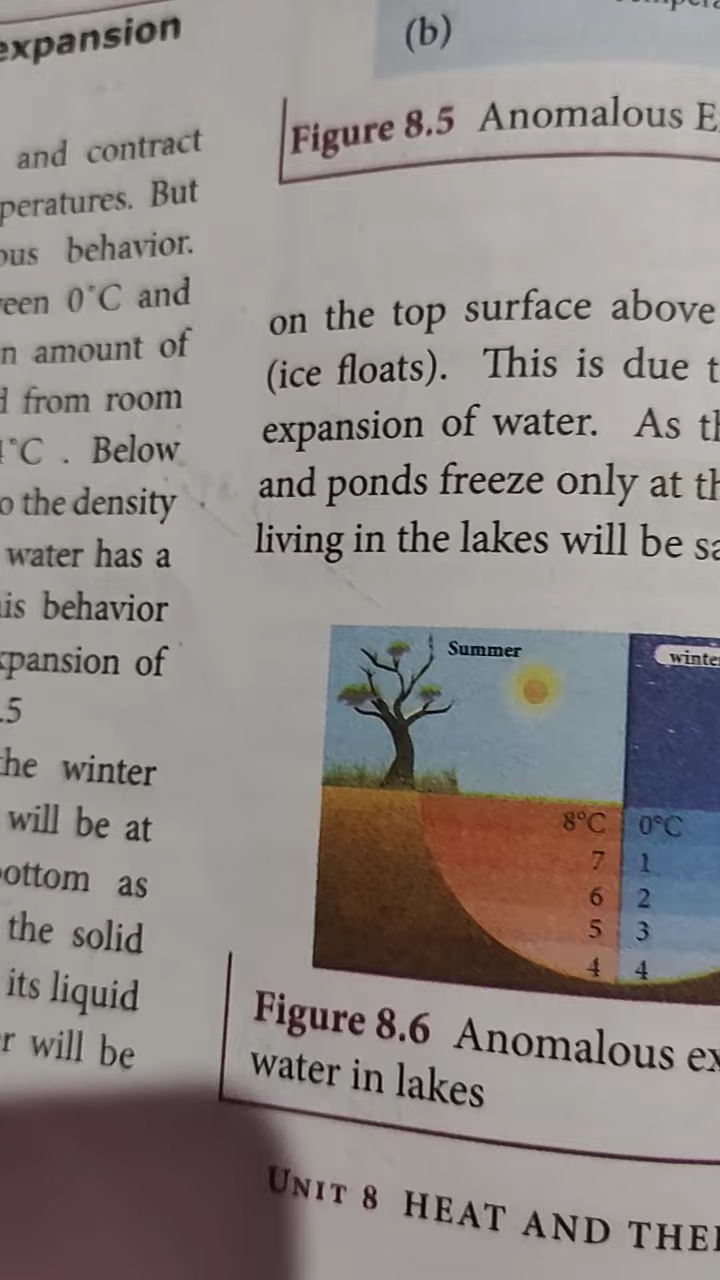 expansion
and contract
peratures. But
ous behavior.
een 0°C and
n amount of
d from room
°C . Below
o the density
water has a
is behavior
xpansion of
.5
he winter
will be at
ottom as
the solid
its liquid
r will be
(b)
Figure 8.5 Anomalous E
on the top surface above
(ice floats). This is due t
expansion of water. As th
and ponds freeze only at th
living in the lakes will be sa
Summer
winter
8°C 0°C
7 1
6 2
5 3
4 4
Figure 8.6 Anomalous ex
water in lakes
UNIT 8 HEAT AND THE